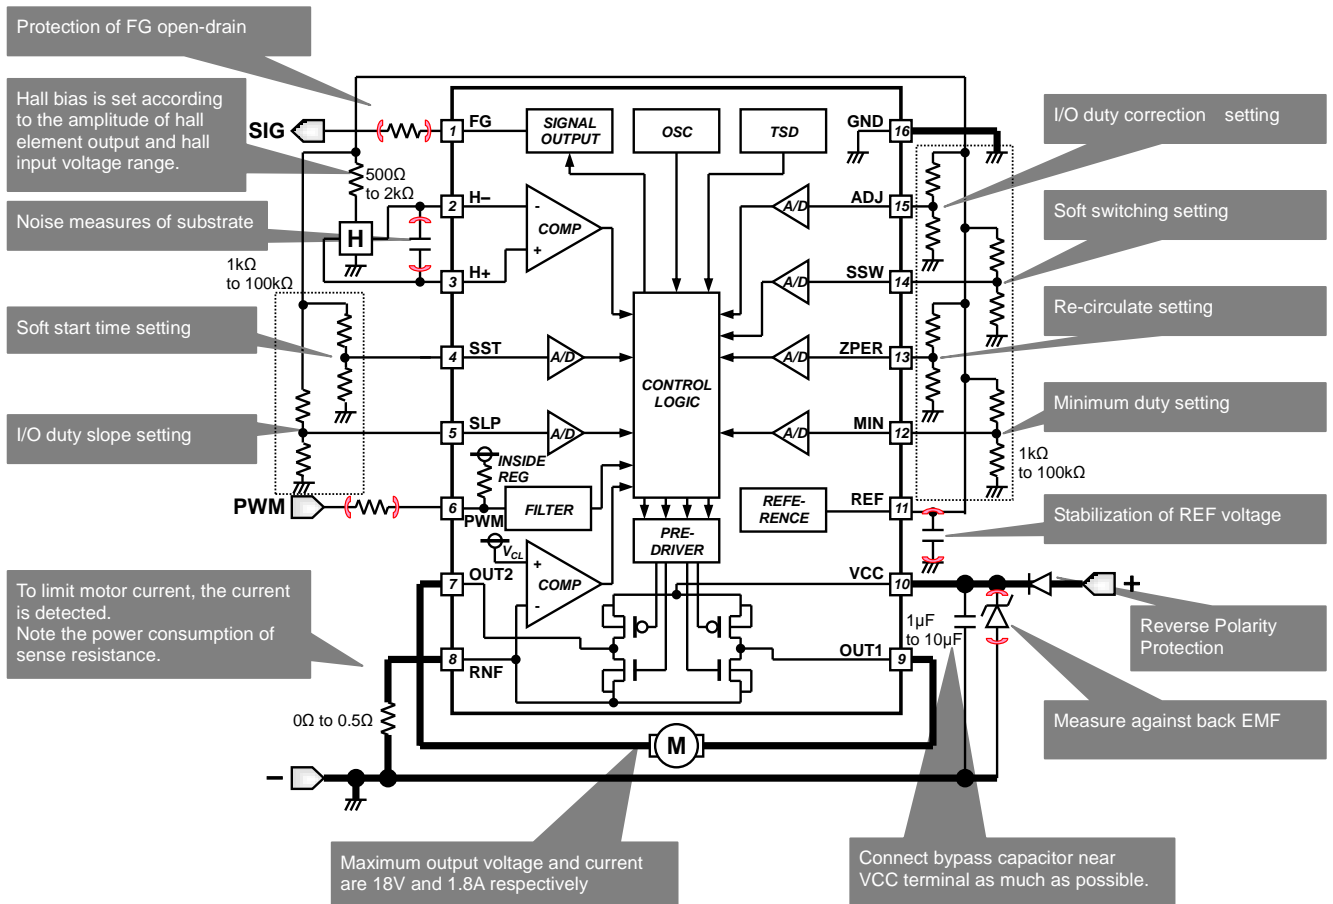 Protection of FG open-drain
Hall bias is set according
to the amplitude of hall
element output and hall
input voltage range.
Noise measures of substrate
Soft start time setting
I/O duty slope setting
To limit motor current, the current
is detected.
Note the power consumption of
sense resistance.
SIG
500Ω
to 2kΩ
H
1kΩ
to 100kΩ
PWM
0Ω to 0.5Ω
–
1
FG
2
H–
3
H+
4
SST
5
SLP
6
PWM
7
OUT2
8
RNF
SIGNAL
OUTPUT
OSC
TSD
-
COMP
+
A/D
A/D
INSIDE
REG
FILTER
VCL
+
COMP
-
CONTROL
LOGIC
PRE-
DRIVER
REFE-
RENCE
A/D
A/D
A/D
A/D
GND
16
ADJ
15
SSW
14
ZPER
13
MIN
12
REF
11
VCC
10
OUT1
9
M
1kΩ
to 100kΩ
1µF
to 10µF
+
I/O duty correction setting
Soft switching setting
Re-circulate setting
Minimum duty setting
Stabilization of REF voltage
Reverse Polarity
Protection
Measure against back EMF
Maximum output voltage and current
are 18V and 1.8A respectively
Connect bypass capacitor near
VCC terminal as much as possible.